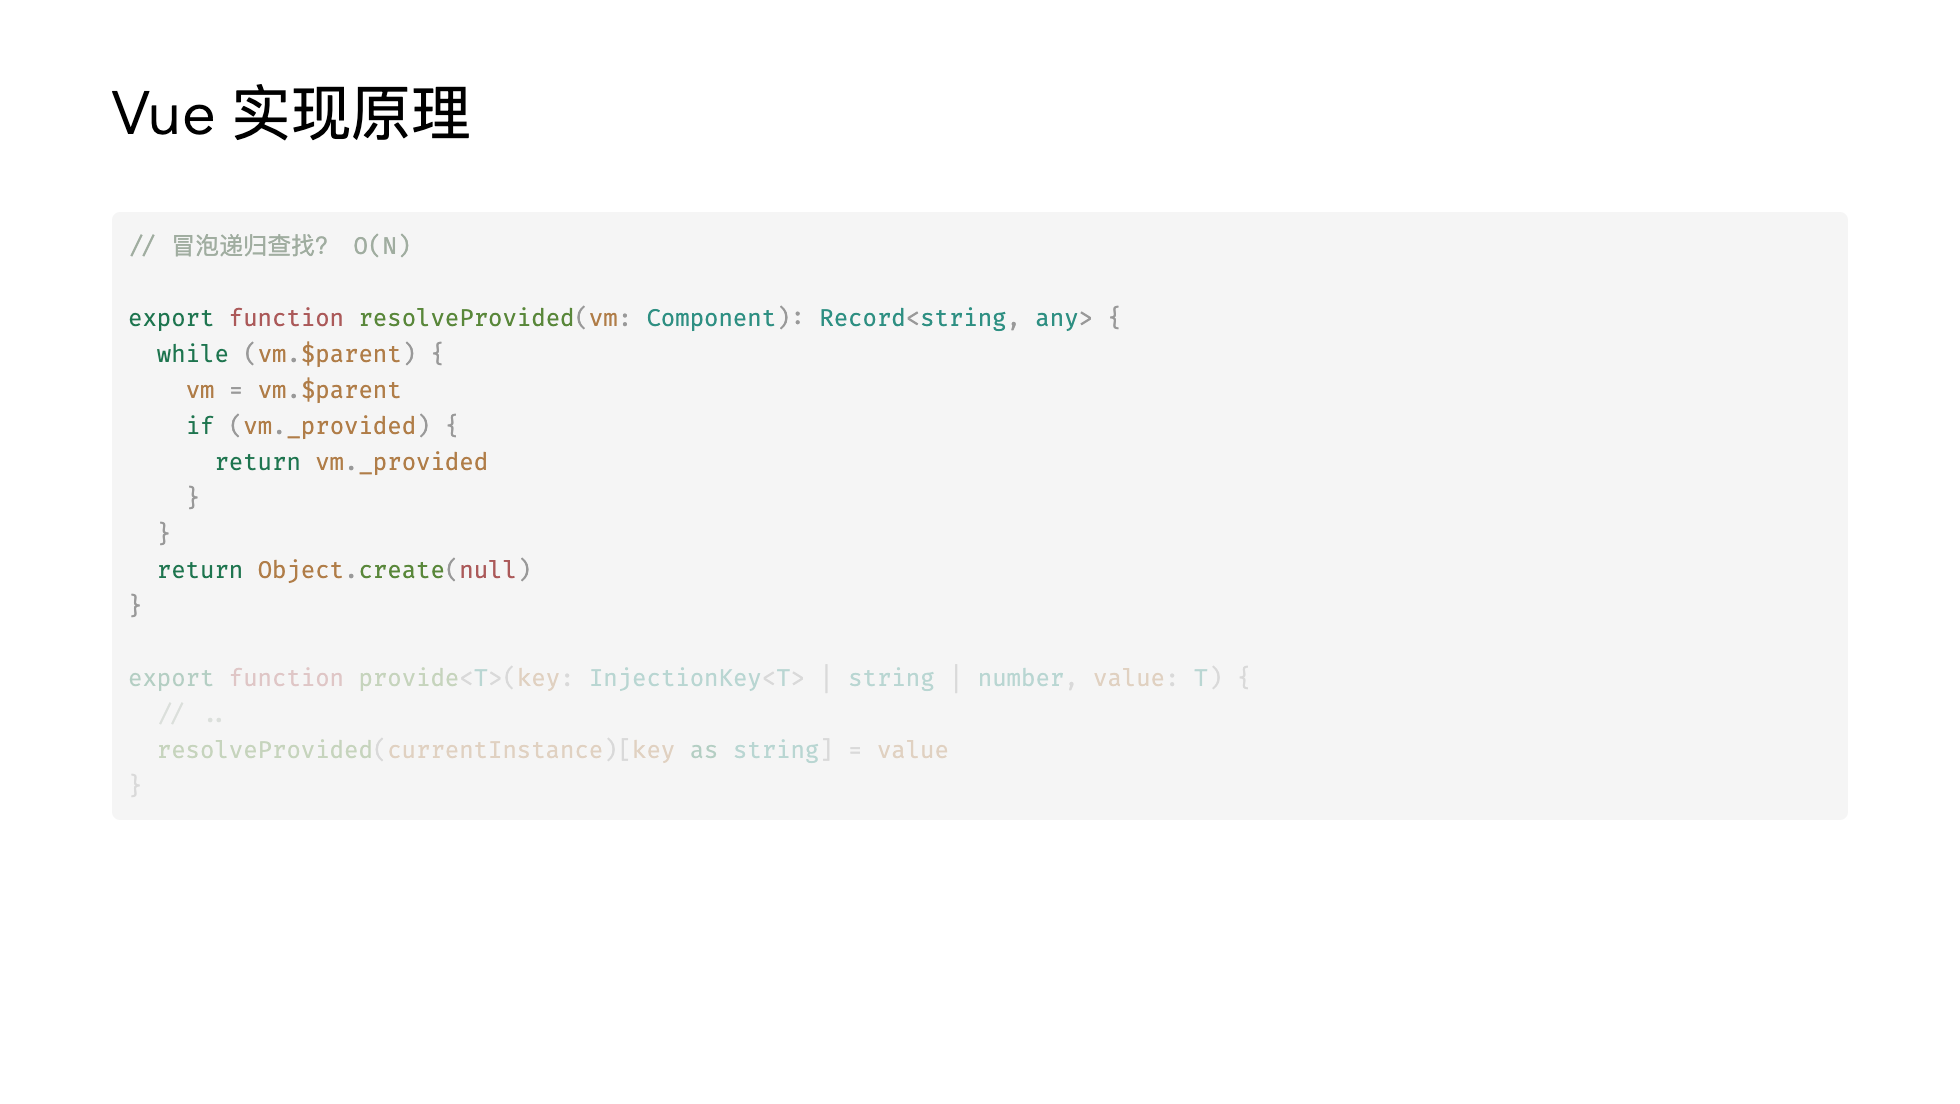 Vue 实现原理
// 冒泡递归查找? O(N)
export function resolveProvided(vm: Component): Record<string, any> {
  while (vm.$parent) {
    vm = vm.$parent
    if (vm._provided) {
      return vm._provided
    }
  }
  return Object.create(null)
}
export function provide<T>(key: InjectionKey<T> | string | number, value: T) {
  // ..
  resolveProvided(currentInstance)[key as string] = value
}